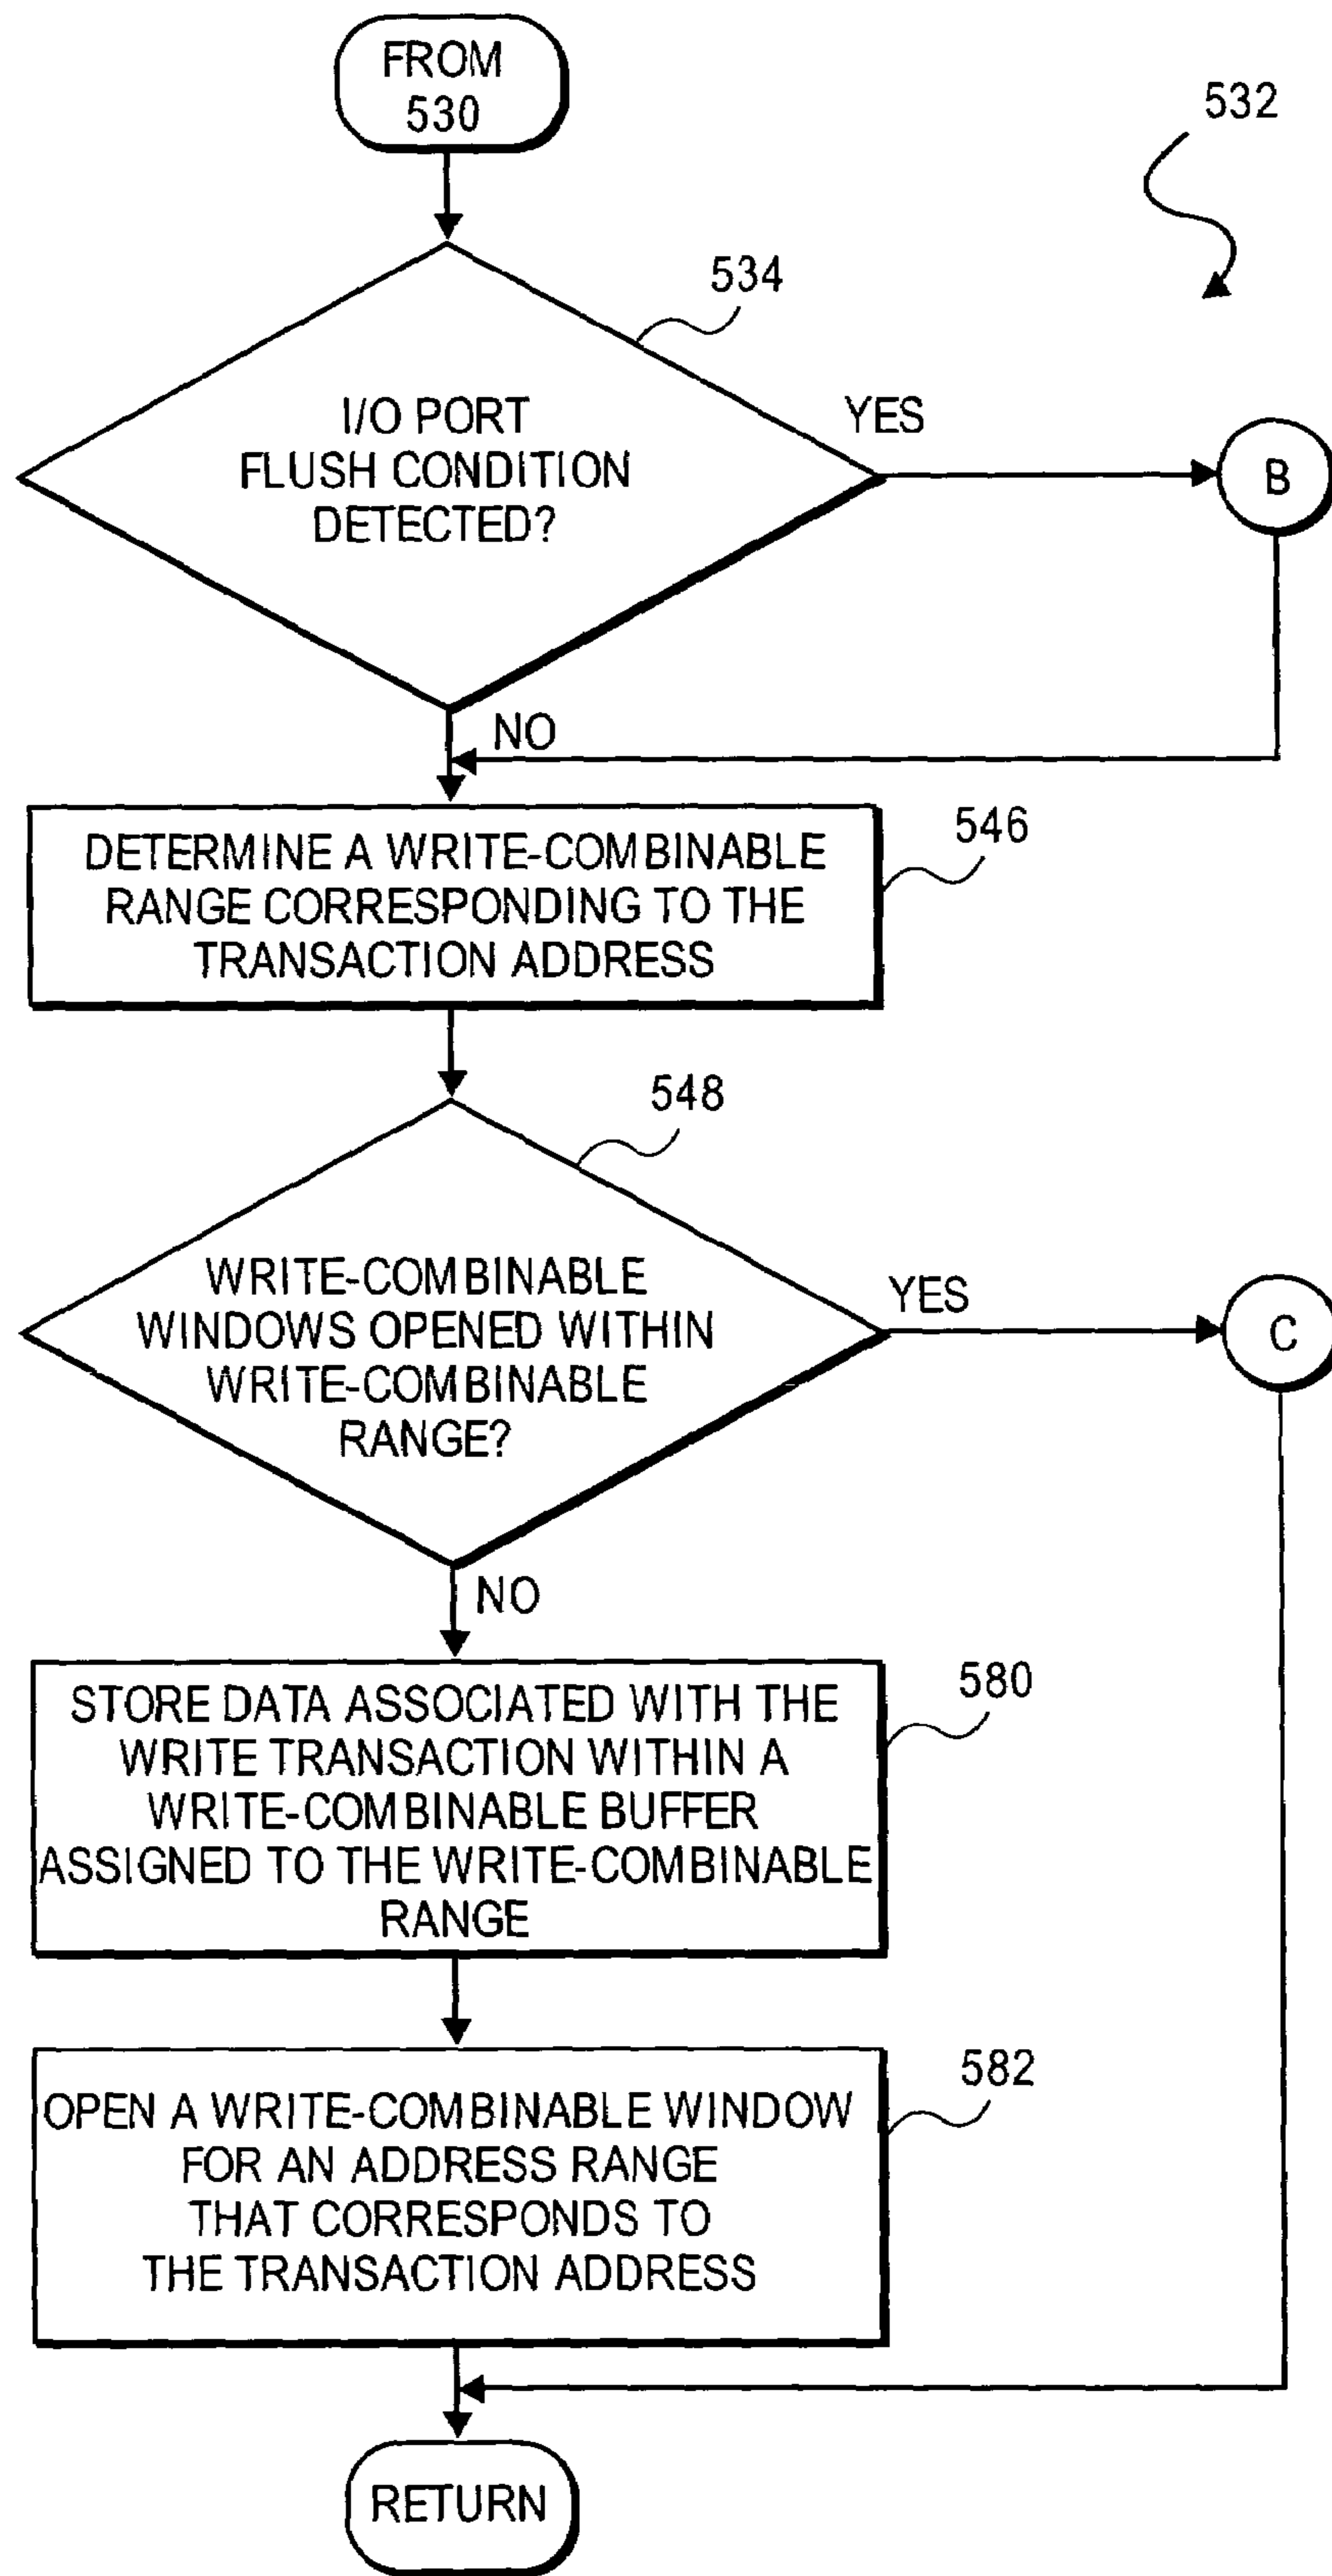 FROM
530
532
534
I/O PORT
FLUSH CONDITION
DETECTED?
YES
B
NO
DETERMINE A WRITE-COMBINABLE
RANGE CORRESPONDING TO THE
TRANSACTION ADDRESS
546
548
WRITE-COMBINABLE
WINDOWS OPENED WITHIN
WRITE-COMBINABLE
RANGE?
YES
C
NO
STORE DATA ASSOCIATED WITH THE
WRITE TRANSACTION WITHIN A
WRITE-COMBINABLE BUFFER
ASSIGNED TO THE WRITE-COMBINABLE
RANGE
580
OPEN A WRITE-COMBINABLE WINDOW
FOR AN ADDRESS RANGE
THAT CORRESPONDS TO
THE TRANSACTION ADDRESS
582
RETURN